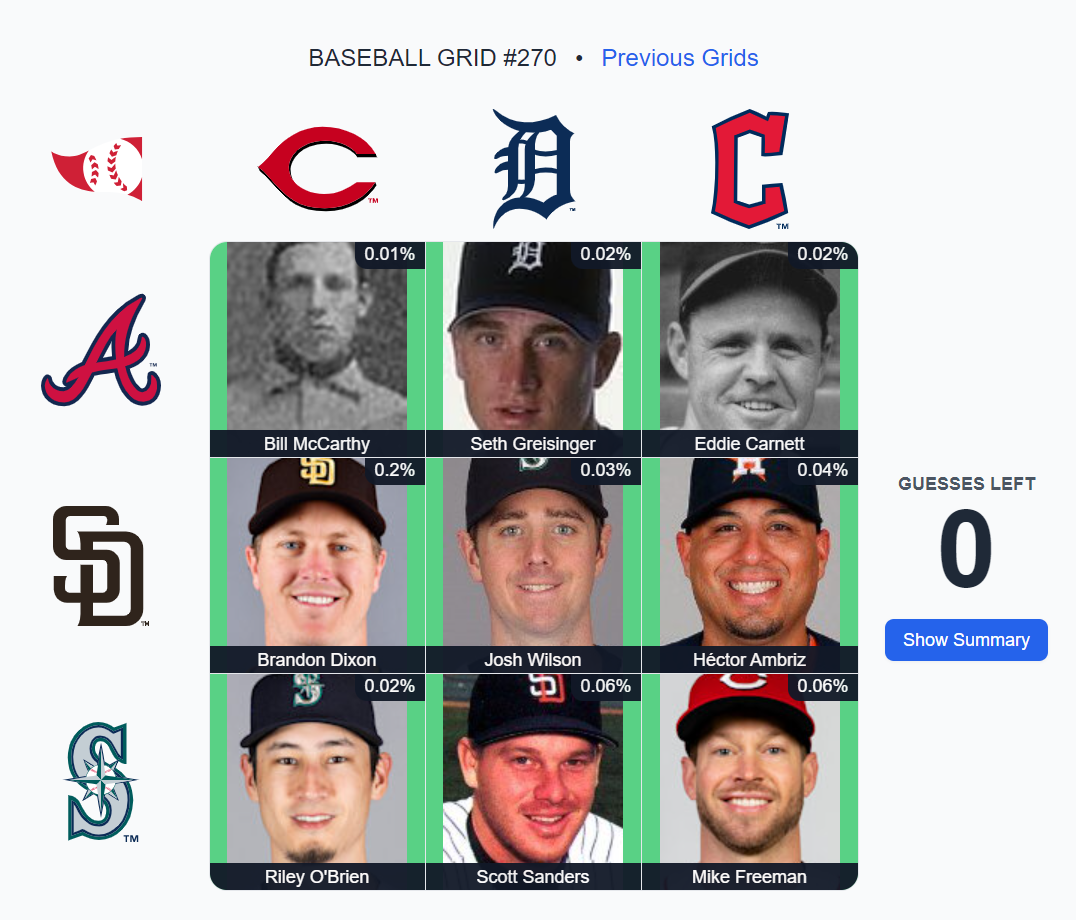 BASEBALL GRID #270 • Previous Grids
0.01%
0.02%
0.02%
Bill McCarthy
Seth Greisinger
Eddie Carnett
0.2%
0.03%
0.04%
Brandon Dixon
Josh Wilson
Héctor Ambriz
GUESSES LEFT
0
Show Summary
0.02%
0.06%
0.06%
Riley O'Brien
Scott Sanders
Mike Freeman